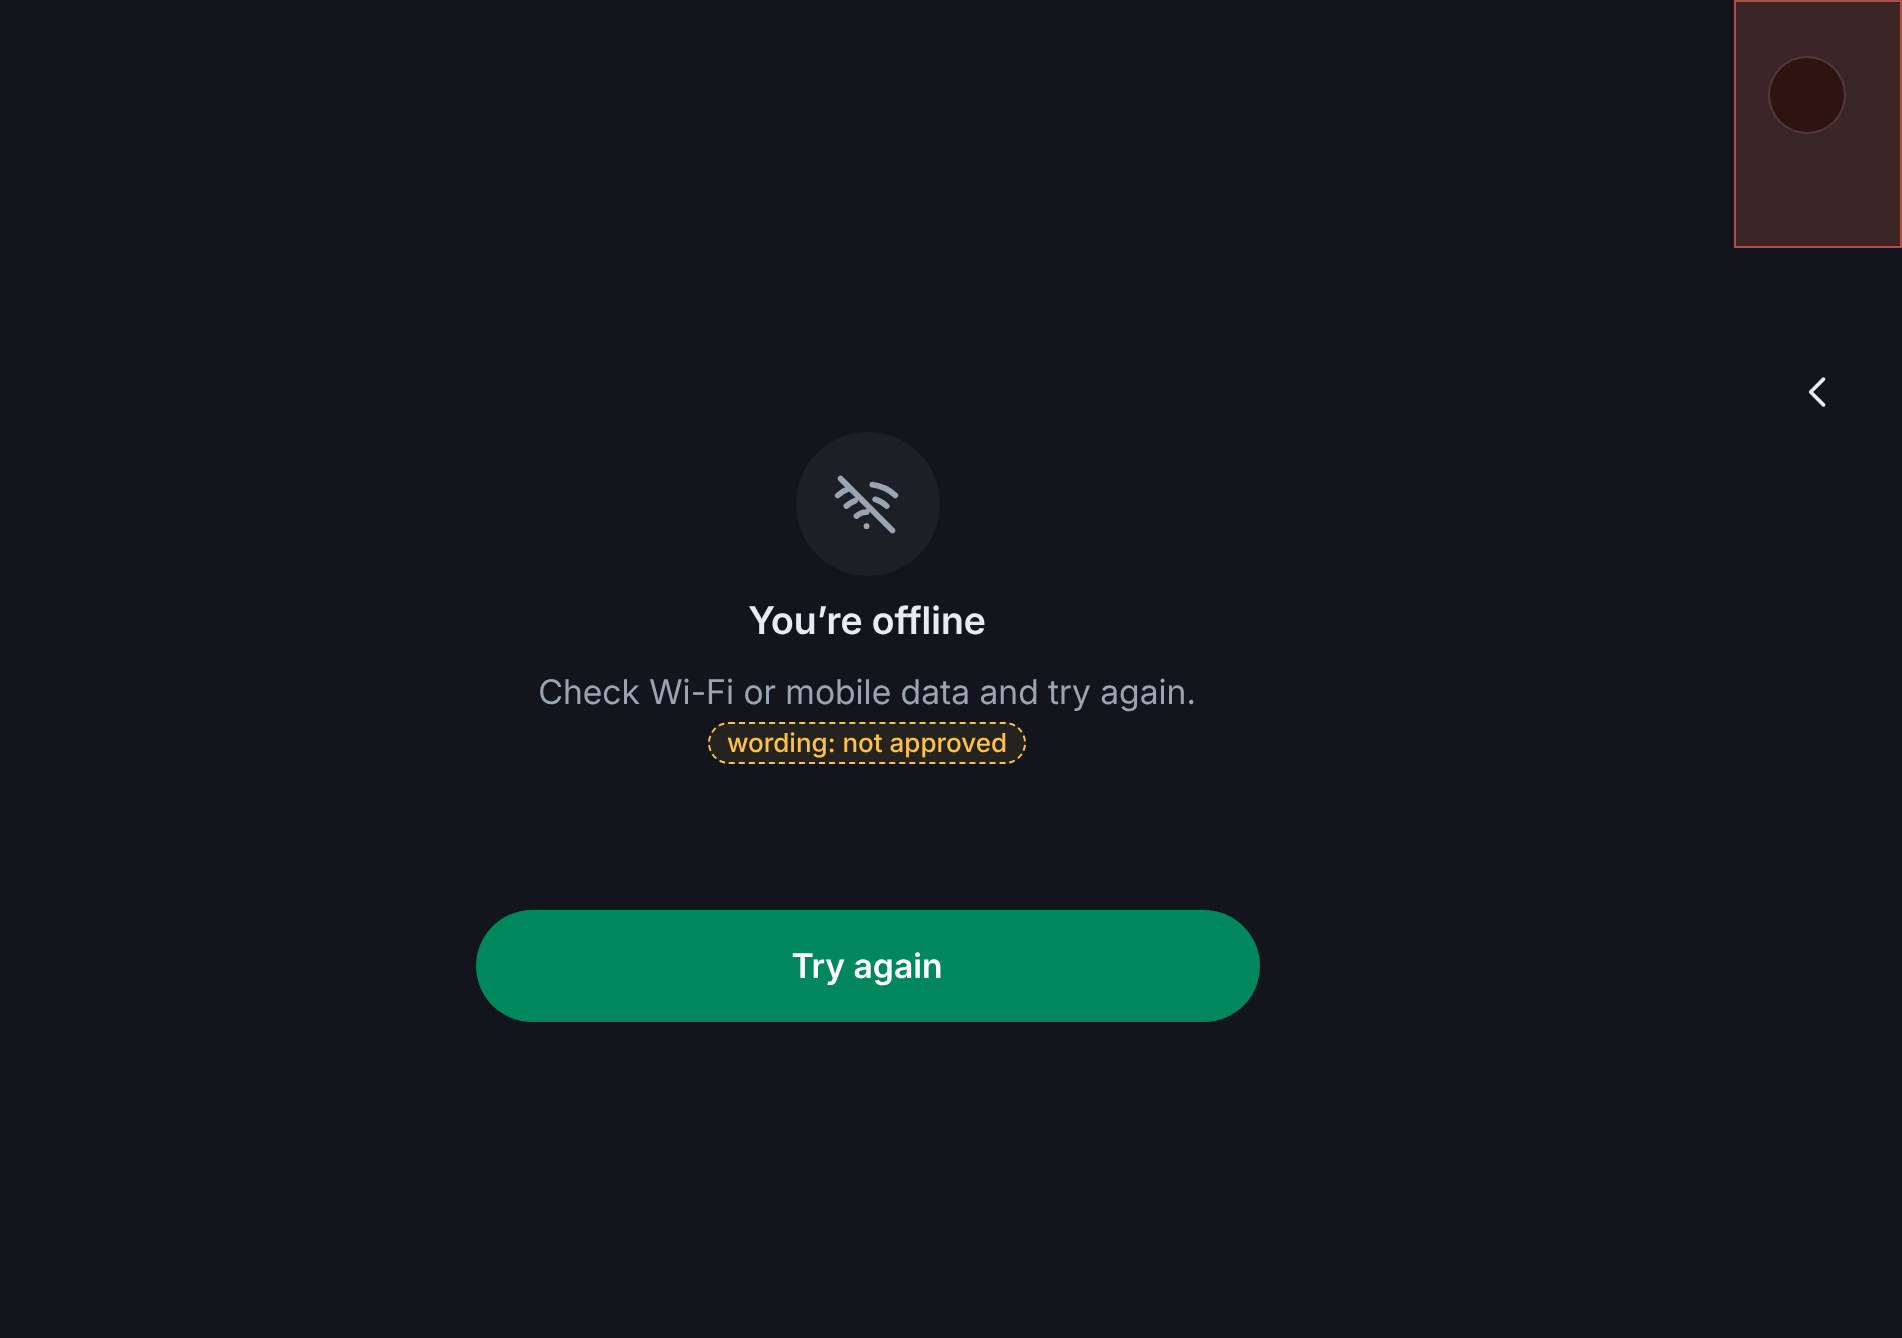 You’re offline
Check Wi-Fi or mobile data and try again.
wording: not approved
Try again